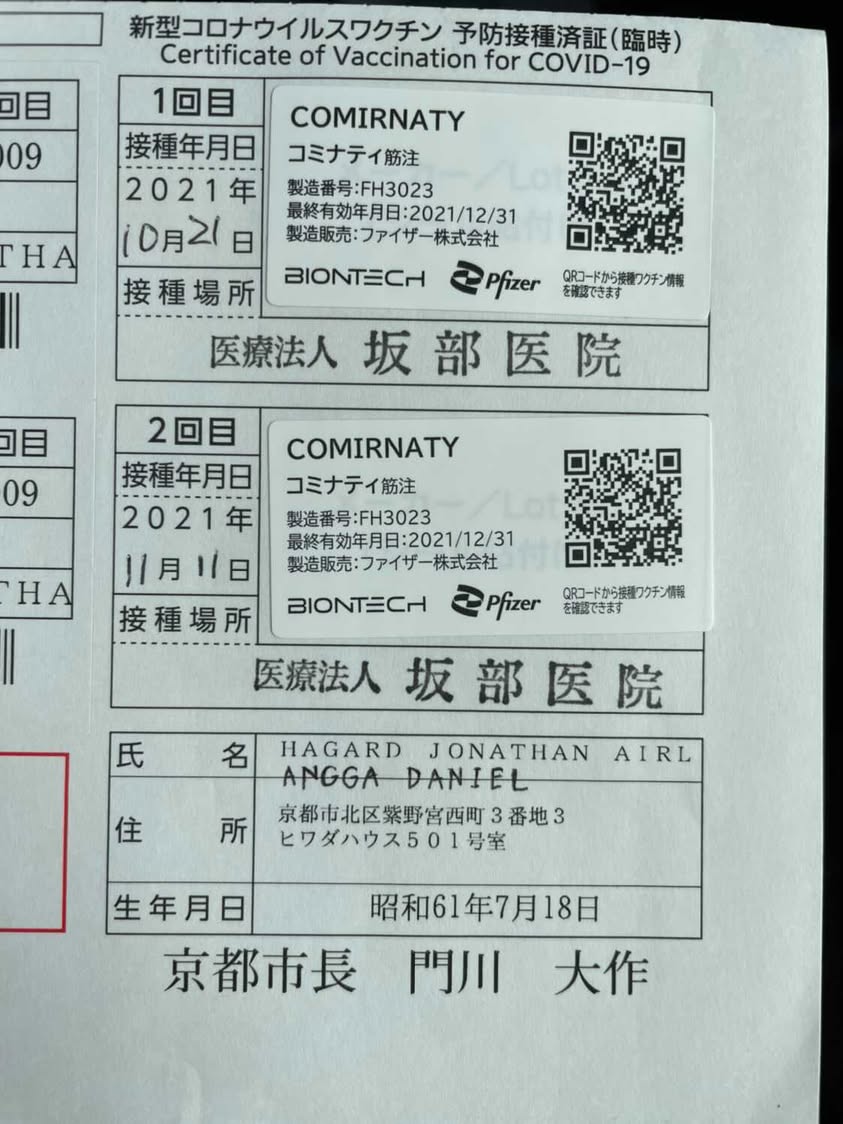 新型コロナウイルスワクチン 予防接種済証(臨時)
Certificate of Vaccination for COVID-19
回目
009
THA
1回目
接種年月日
2021年
10月21日
接種場所
COMIRNATY
コミナティ筋注
製造番号:FH3023
最終有効年月日:2021/12/31
製造販売:ファイザー株式会社
BIONTECH Pfizer
QRコードから接種ワクチン情報
を確認できます
医療法人 坂部医院
回目
009
THA
2回目
接種年月日
2021年
11月11日
接種場所
COMIRNATY
コミナティ筋注
製造番号:FH3023
最終有効年月日:2021/12/31
製造販売:ファイザー株式会社
BIONTECH Pfizer
QRコードから接種ワクチン情報
を確認できます
医療法人 坂部医院
氏名 HAGARD JONATHAN AIRL
ANGGA DANIEL
住所 京都市北区紫野宮西町3番地3
ヒワダハウス501号室
生年月日 昭和61年7月18日
京都市長 門川 大作